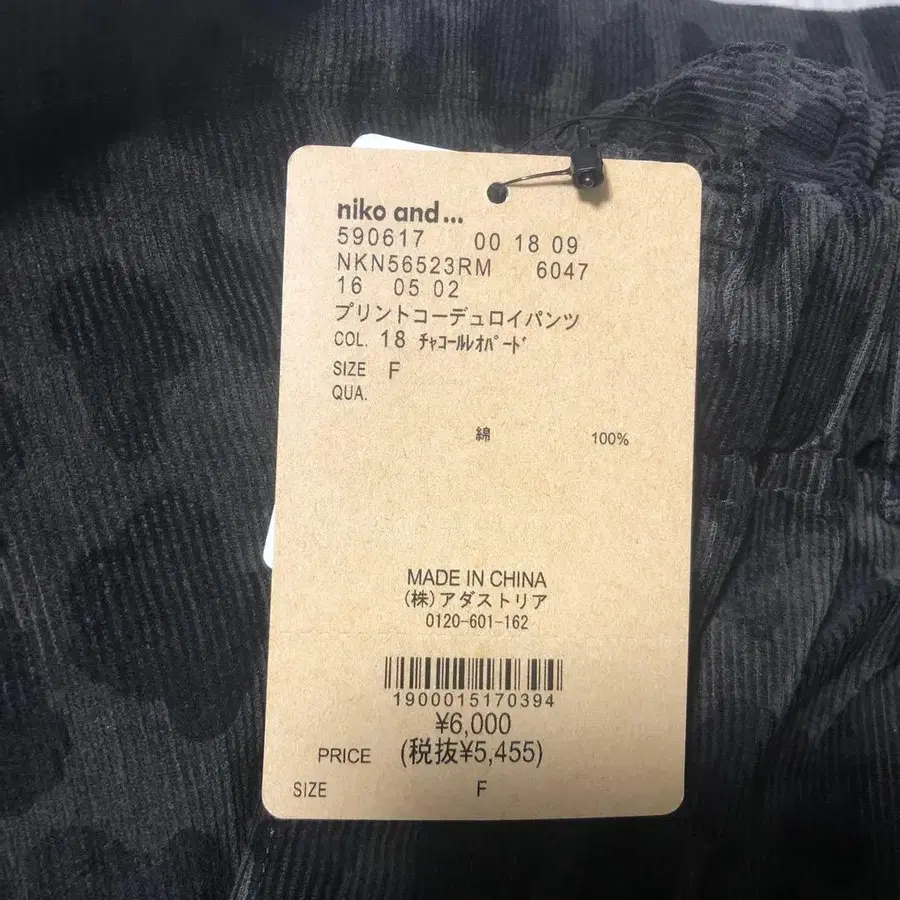 niko and...
590617 00 18 09
NKN56523RM 6047
16 05 02
プリントコーデュロイパンツ
COL. 18 ﾁｬｺｰﾙﾚｵﾊﾟｰﾄﾞ
SIZE F
QUA.
綿 100%
MADE IN CHINA
(株)アダストリア
0120-601-162
1900015170394
¥6,000
PRICE (税抜¥5,455)
SIZE F